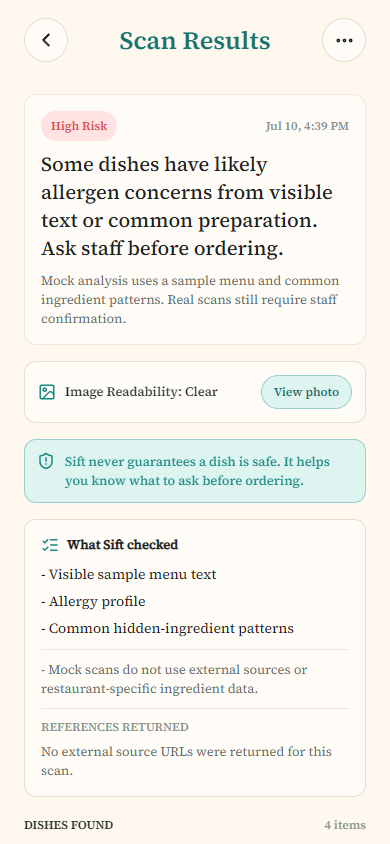 Scan Results
High Risk
Jul 10, 4:39 PM
Some dishes have likely
allergen concerns from visible
text or common preparation.
Ask staff before ordering.
Mock analysis uses a sample menu and common
ingredient patterns. Real scans still require staff
confirmation.
Image Readability: Clear
View photo
Sift never guarantees a dish is safe. It helps
you know what to ask before ordering.
What Sift checked
- Visible sample menu text
- Allergy profile
- Common hidden-ingredient patterns
- Mock scans do not use external sources or
restaurant-specific ingredient data.
REFERENCES RETURNED
No external source URLs were returned for this
scan.
DISHES FOUND
4 items